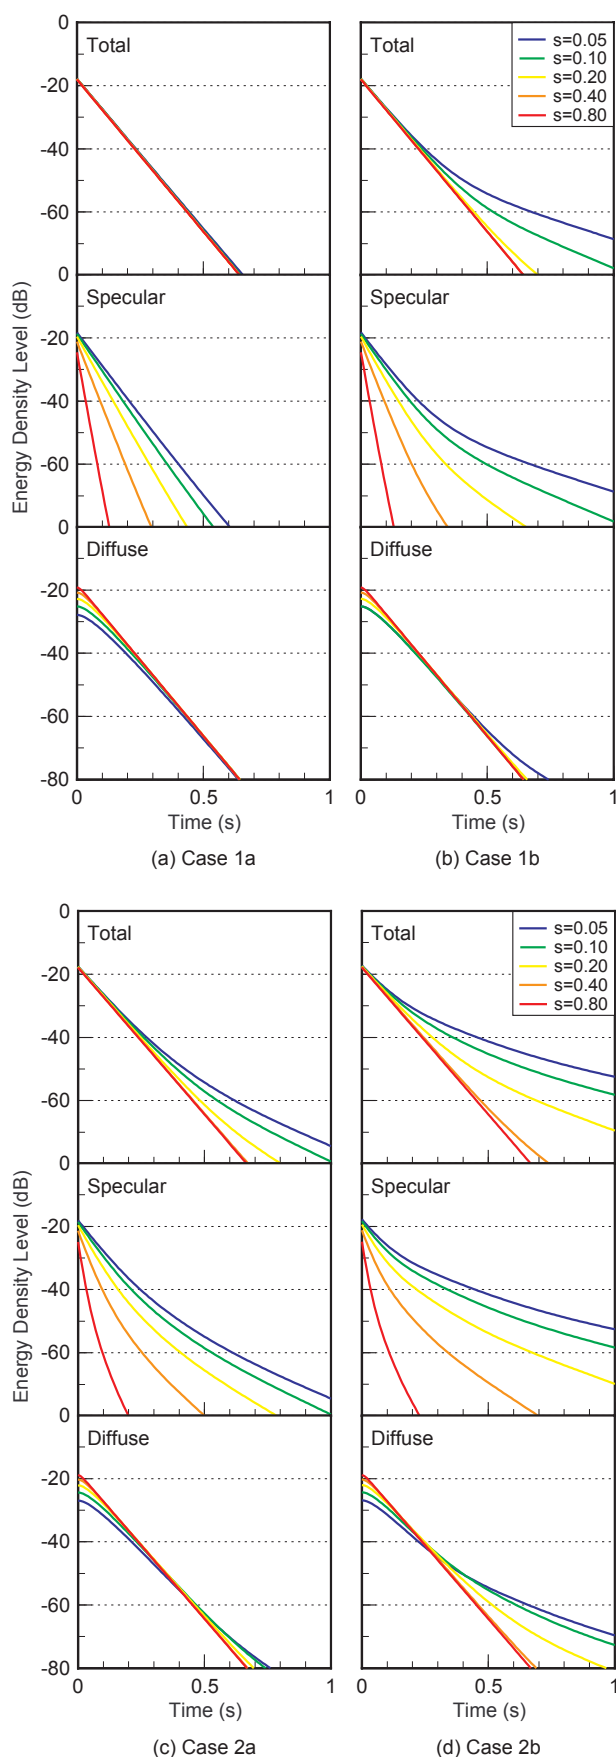 0
Total
Total
s=0.05
s=0.10
s=0.20
s=0.40
s=0.80
-20
-40
-60
0
Specular
Specular
-20
-40
-60
0
Energy Density Level (dB)
Diffuse
Diffuse
-20
-40
-60
-80
0 0.5 1 0 0.5 1
Time (s) Time (s)
(a) Case 1a (b) Case 1b
0
Total
Total
s=0.05
s=0.10
s=0.20
s=0.40
s=0.80
-20
-40
-60
0
Specular
Specular
-20
-40
-60
0
Energy Density Level (dB)
Diffuse
Diffuse
-20
-40
-60
-80
0 0.5 1 0 0.5 1
Time (s) Time (s)
(c) Case 2a (d) Case 2b